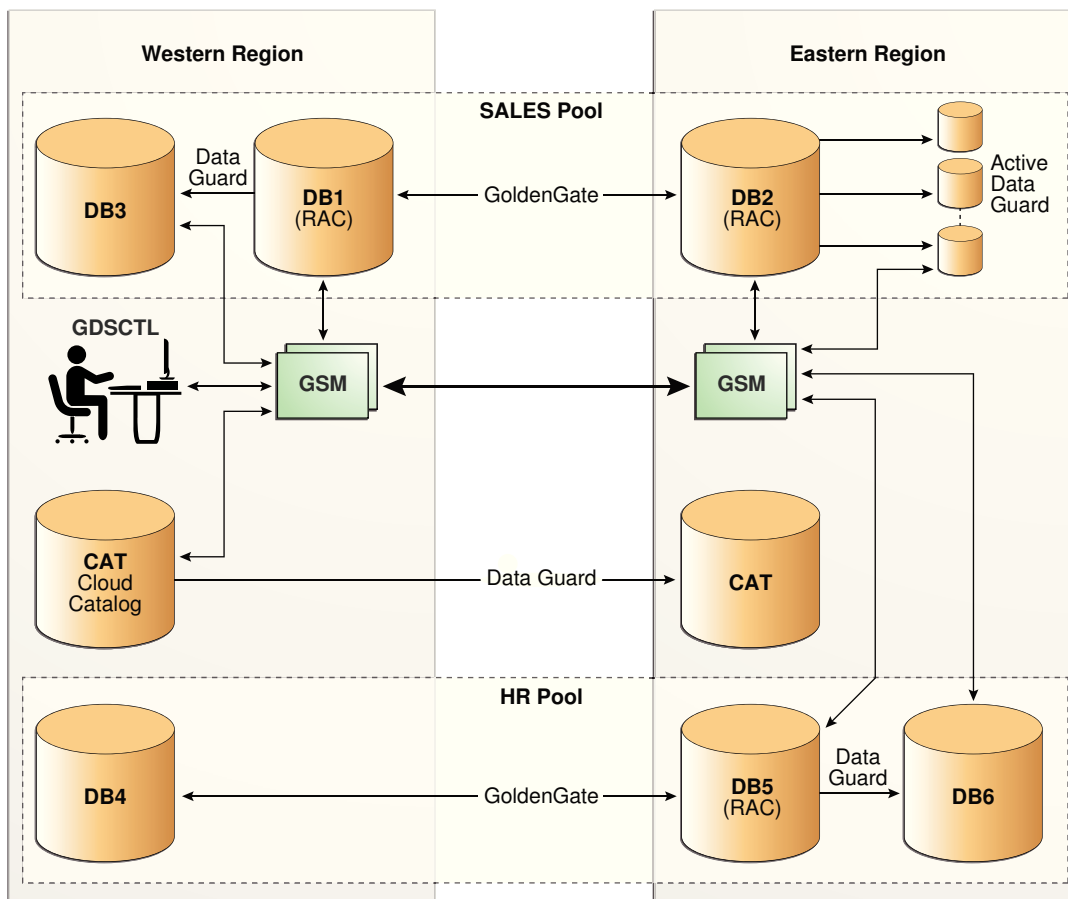 Western Region
Eastern Region
SALES Pool
DB3
Data
Guard
DB1
(RAC)
GoldenGate
DB2
(RAC)
Active
Data
Guard
GDSCTL
GSM
GSM
CAT
Cloud
Catalog
Data Guard
CAT
HR Pool
DB4
GoldenGate
DB5
(RAC)
Data
Guard
DB6